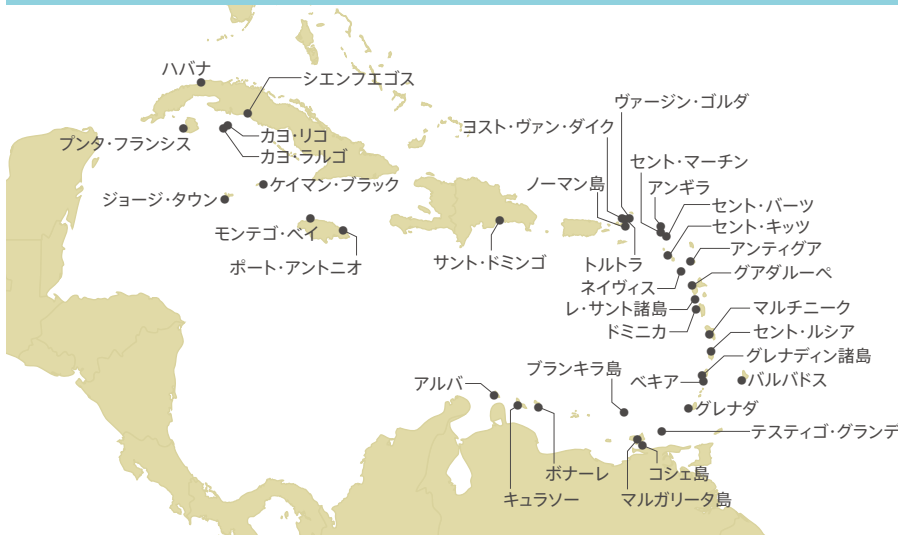 ハバナ
シエンフエゴス
ヴァージン・ゴルダ
ヨスト・ヴァン・ダイク
プンタ・フランシス
カヨ・リコ
カヨ・ラルゴ
セント・マーチン
ノーマン島
アンギラ
ケイマン・ブラック
ジョージ・タウン
セント・バーツ
セント・キッツ
モンテゴ・ベイ
アンティグア
ポート・アントニオ
サント・ドミンゴ
トルトラ
グアダルーペ
ネイヴィス
レ・サント諸島
マルチニーク
ドミニカ
セント・ルシア
グレナディン諸島
ブランキラ島
ベキア
バルバドス
アルバ
グレナダ
テスティゴ・グランデ
ボナーレ
コシェ島
キュラソー
マルガリータ島